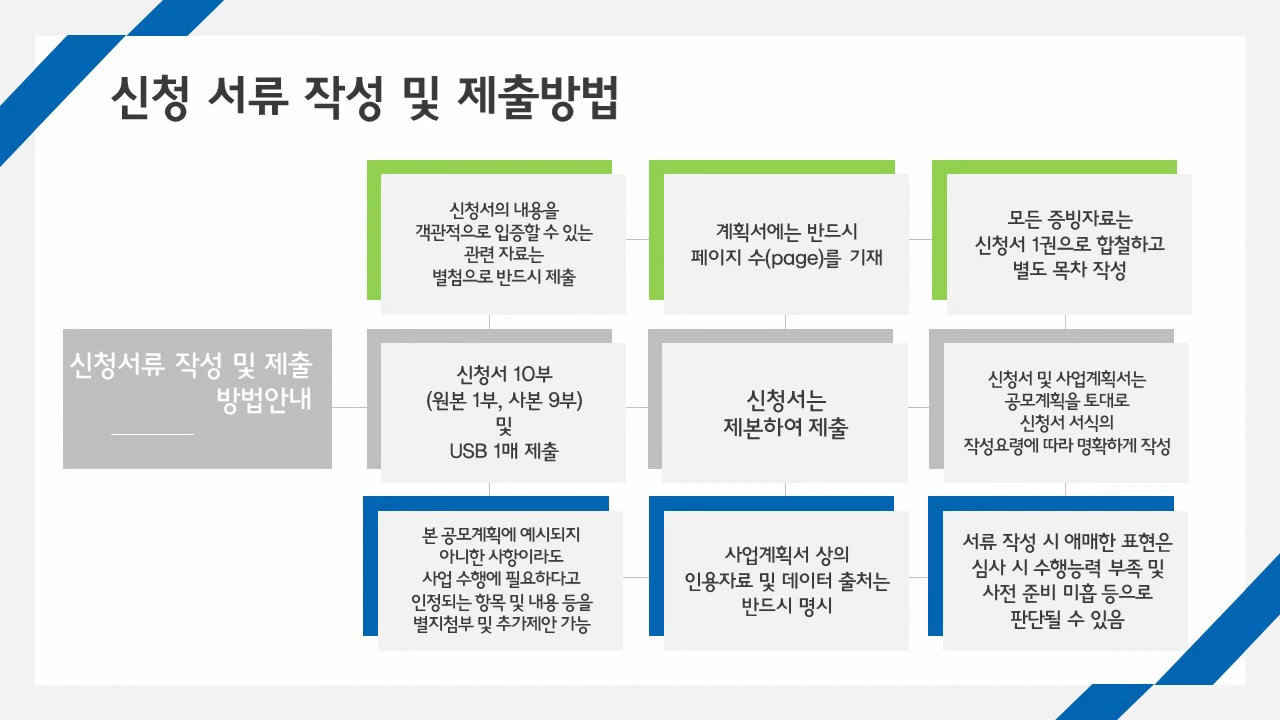 신청 서류 작성 및 제출방법
신청서의 내용을
객관적으로 입증할 수 있는
관련 자료는
별첨으로 반드시 제출
계획서에는 반드시
페이지 수(page)를 기재
모든 증빙자료는
신청서 1권으로 합철하고
별도 목차 작성
신청서류 작성 및 제출
방법안내
신청서 10부
(원본 1부, 사본 9부)
및
USB 1매 제출
신청서는
제본하여 제출
신청서 및 사업계획서는
공모계획을 토대로
신청서 서식의
작성요령에 따라 명확하게 작성
본 공모계획에 예시되지
아니한 사항이라도
사업 수행에 필요하다고
인정되는 항목 및 내용 등을
별지첨부 및 추가제안 가능
사업계획서 상의
인용자료 및 데이터 출처는
반드시 명시
서류 작성 시 애매한 표현은
심사 시 수행능력 부족 및
사전 준비 미흡 등으로
판단될 수 있음